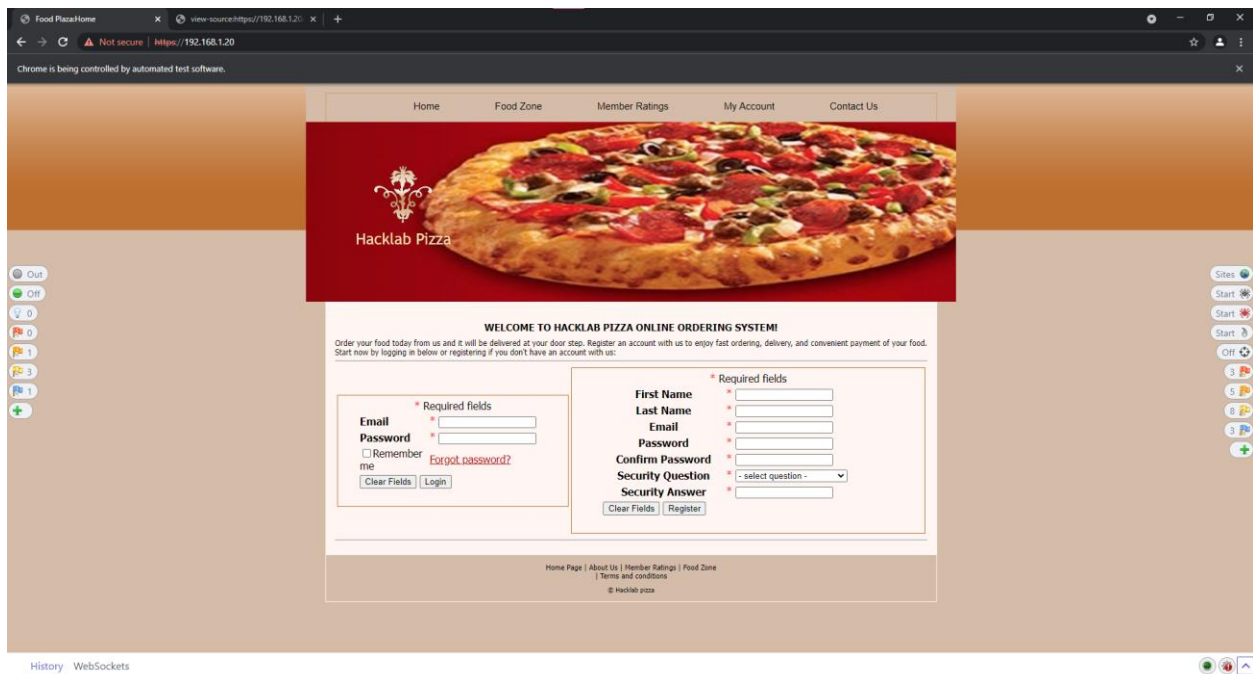 Food Plaza:Home
view-source:https://192.168.1.20
Not secure | https://192.168.1.20
Chrome is being controlled by automated test software.
Home Food Zone Member Ratings My Account Contact Us
Hacklab Pizza
Out
Off
0
0
1
3
1
Sites
Start
Start
Start
Off
3
5
8
3
WELCOME TO HACKLAB PIZZA ONLINE ORDERING SYSTEM!
Order your food today from us and it will be delivered at your door step. Register an account with us to enjoy fast ordering, delivery, and convenient payment of your food.
Start now by logging in below or registering if you don't have an account with us:
* Required fields
Email *
Password *
Remember
me
Forgot password?
Clear Fields Login
* Required fields
First Name *
Last Name *
Email *
Password *
Confirm Password *
Security Question * - select question -
Security Answer *
Clear Fields Register
Home Page | About Us | Member Ratings | Food Zone
| Terms and conditions
© Hacklab pizza
History WebSockets